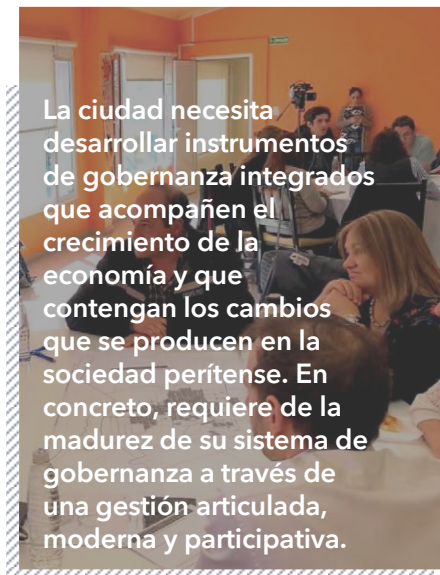 La ciudad necesita
desarrollar instrumentos
de gobernanza integrados
que acompañen el
crecimiento de la
economía y que
contengan los cambios
que se producen en la
sociedad perítense. En
concreto, requiere de la
madurez de su sistema de
gobernanza a través de
una gestión articulada,
moderna y participativa.